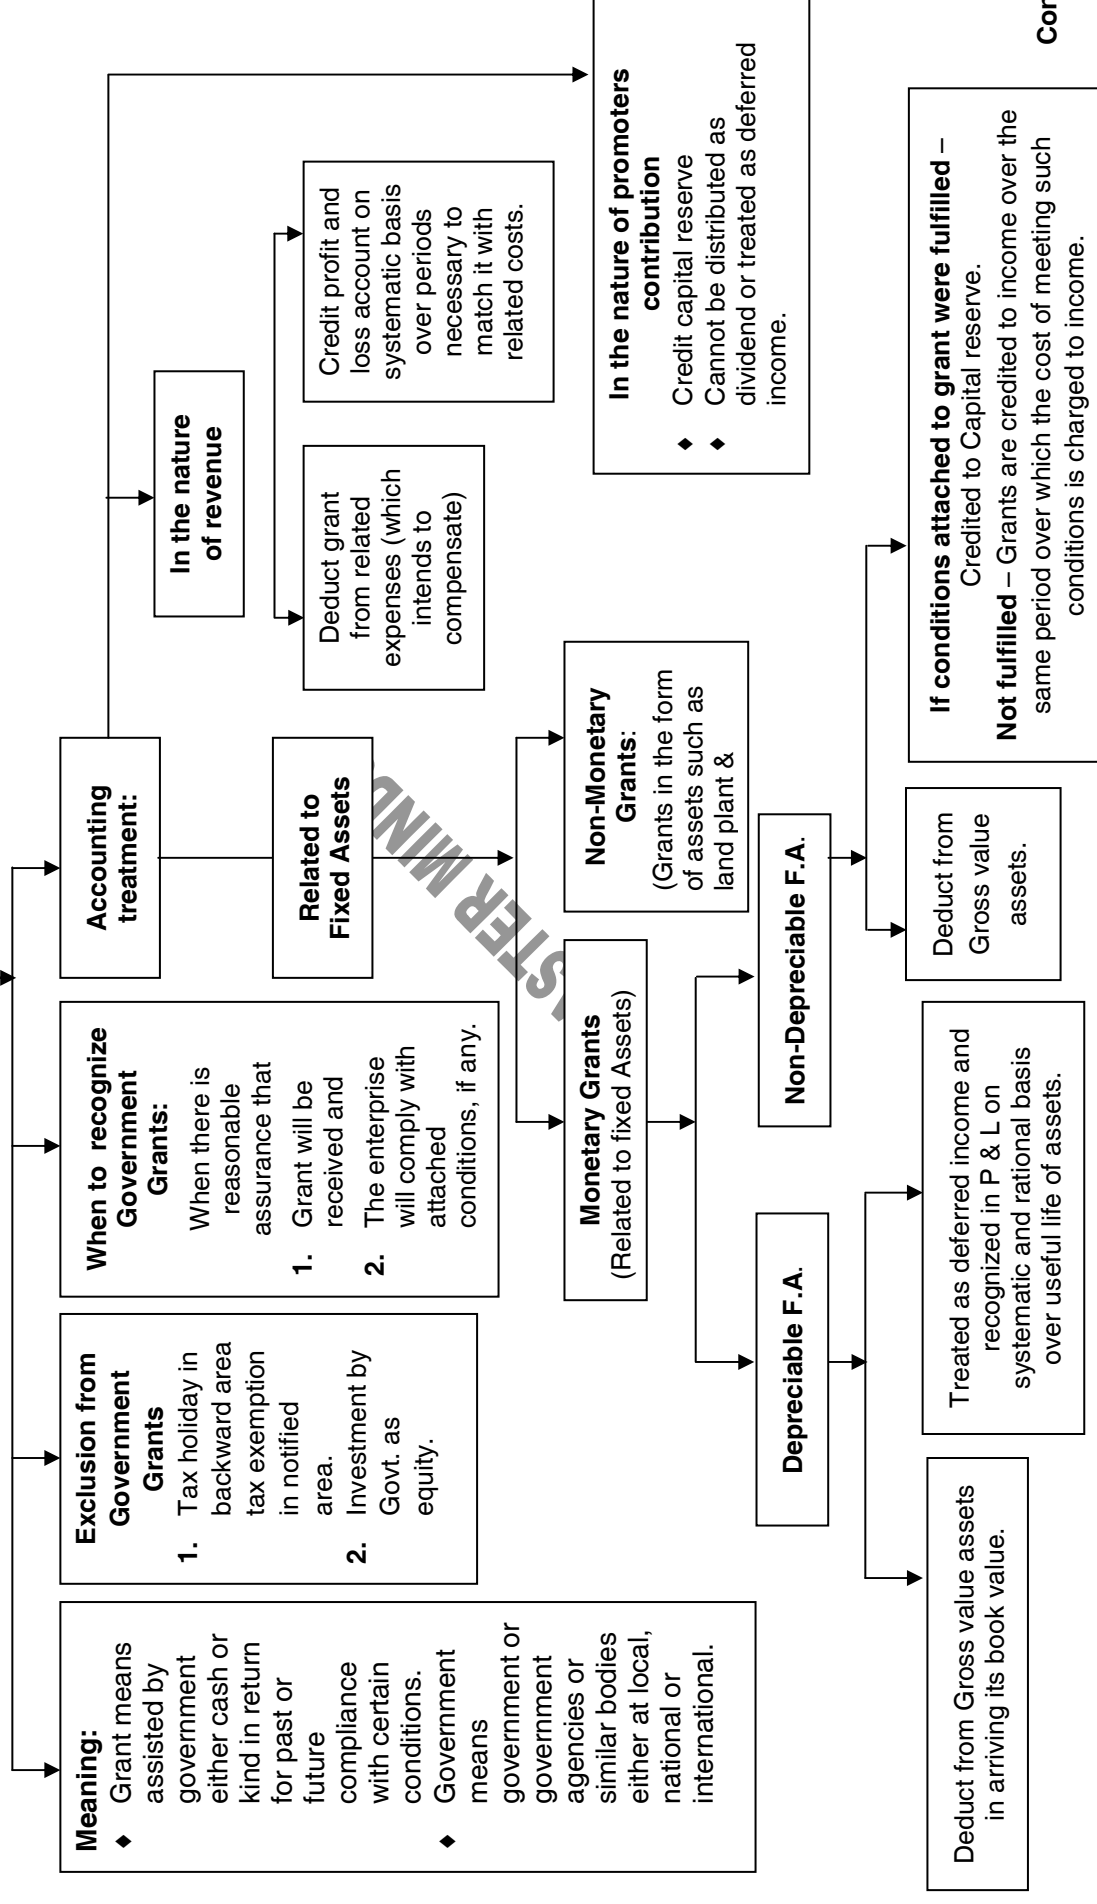 Meaning:
♦ Grant means
assisted by
government
either cash or
kind in return
for past or
future
compliance
with certain
conditions.
♦ Government
means
government or
government
agencies or
similar bodies
either at local,
national or
international.
Exclusion from
Government
Grants
1. Tax holiday in
backward area
tax exemption
in notified
area.
2. Investment by
Govt. as
equity.
When to recognize
Government
Grants:
When there is
reasonable
assurance that
1. Grant will be
received and
2. The enterprise
will comply with
attached
conditions, if any.
Accounting
treatment:
Related to
Fixed Assets
In the nature
of revenue
Deduct grant
from related
expenses (which
intends to
compensate)
Credit profit and
loss account on
systematic basis
over periods
necessary to
match it with
related costs.
Monetary Grants
(Related to fixed Assets)
Non-Monetary
Grants:
(Grants in the form
of assets such as
land plant &
In the nature of promoters
contribution
♦ Credit capital reserve
♦ Cannot be distributed as
dividend or treated as deferred
income.
Depreciable F.A.
Non-Depreciable F.A.
Deduct from Gross value assets
in arriving its book value.
Treated as deferred income and
recognized in P & L on
systematic and rational basis
over useful life of assets.
Deduct from
Gross value
assets.
If conditions attached to grant were fulfilled –
Credited to Capital reserve.
Not fulfilled – Grants are credited to income over the
same period over which the cost of meeting such
conditions is charged to income.